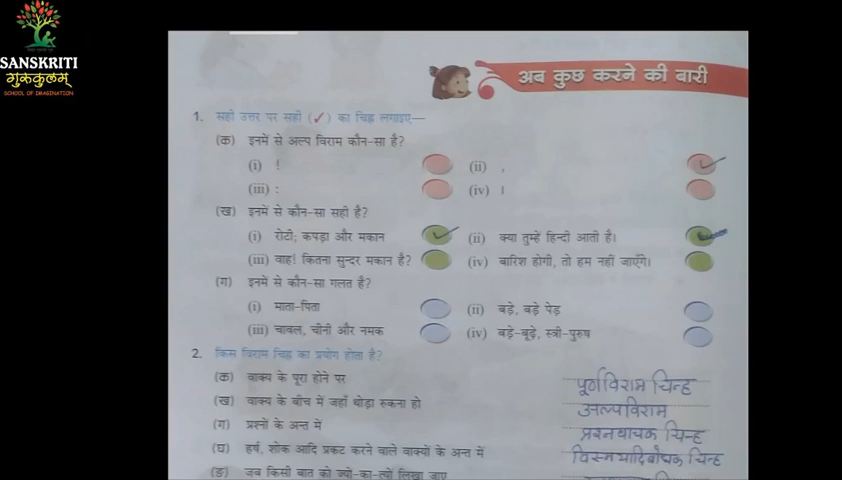 SANSKRITI
गुरुकुलम्
SCHOOL OF IMAGINATION
अब कुछ करने की बारी
1. सही उत्तर पर सही (✓) का चिह्न लगाइए—
(क) इनमें से अल्प विराम कौन-सा है?
(i) ! (ii) ,
(iii) : (iv) ।
(ख) इनमें से कौन-सा सही है?
(i) रोटी; कपड़ा और मकान (ii) क्या तुम्हें हिन्दी आती है।
(iii) वाह! कितना सुन्दर मकान है? (iv) बारिश होगी, तो हम नहीं जाएँगे।
(ग) इनमें से कौन-सा गलत है?
(i) माता-पिता (ii) बड़े, बड़े पेड़
(iii) चावल, चीनी और नमक (iv) बड़े-बूढ़े, स्त्री-पुरुष
2. किस विराम चिह्न का प्रयोग होता है?
(क) वाक्य के पूरा होने पर पूर्ण विराम चिन्ह
(ख) वाक्य के बीच में जहाँ थोड़ा रुकना हो अल्प विराम
(ग) प्रश्नों के अन्त में प्रश्नवाचक चिन्ह
(घ) हर्ष, शोक आदि प्रकट करने वाले वाक्यों के अन्त में विस्मयादिबोधक चिन्ह
(ङ) जब किसी बात को ज्यों-का-त्यों लिखा जाए